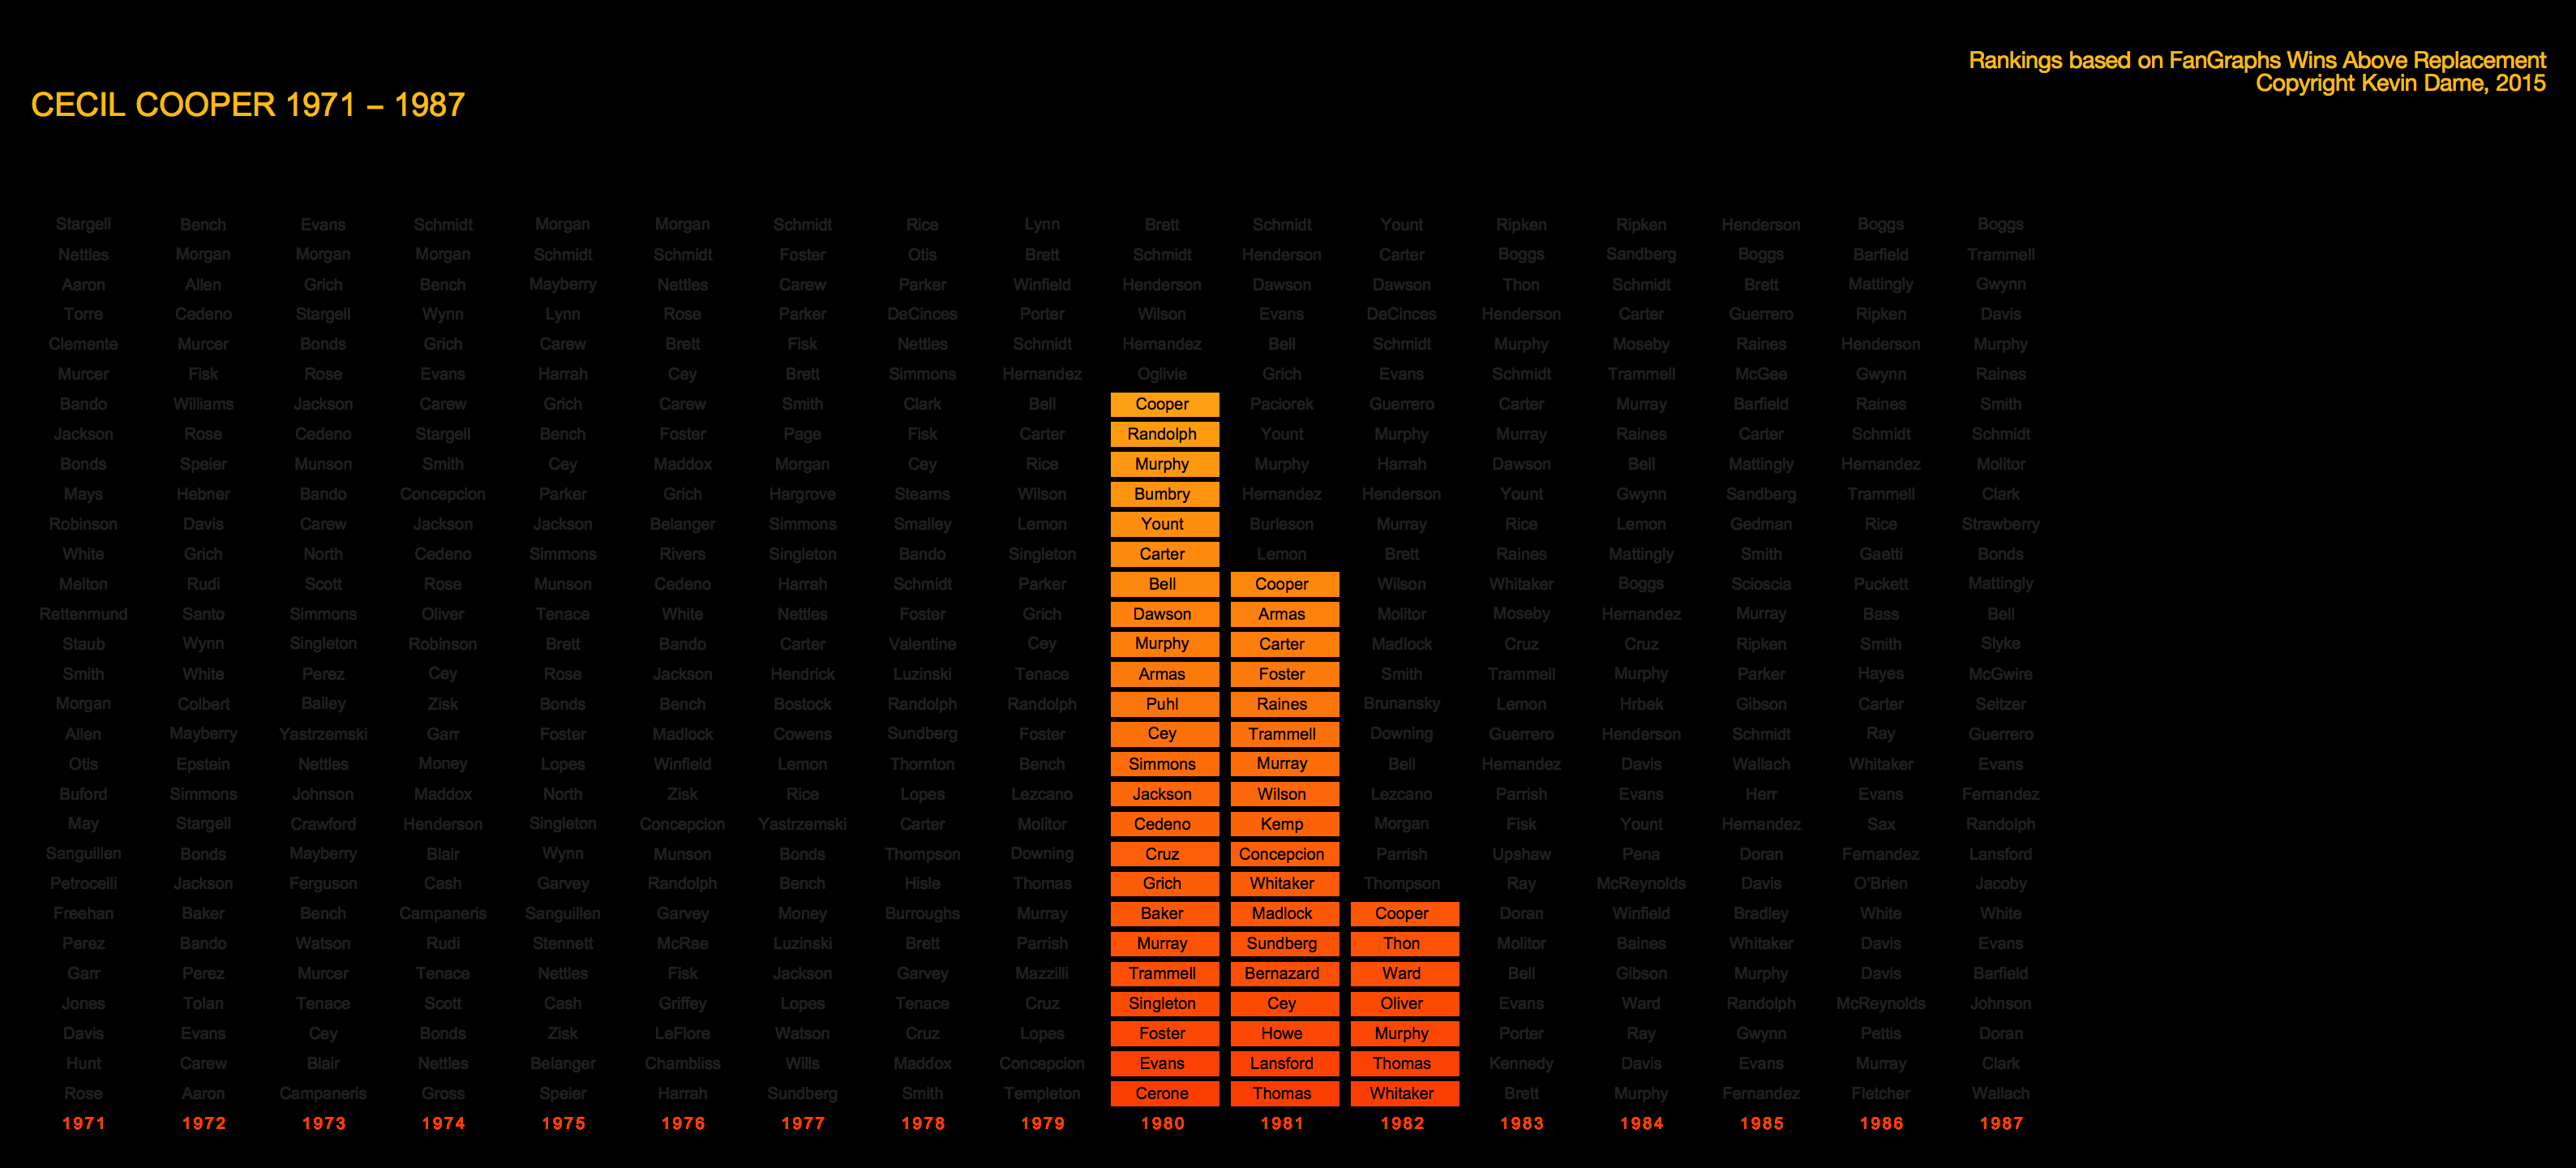 Rankings based on FanGraphs Wins Above Replacement
Copyright Kevin Dame, 2015
CECIL COOPER 1971 – 1987
Stargell Bench Evans Schmidt Morgan Morgan Schmidt Rice Lynn Brett Schmidt Yount Ripken Ripken Henderson Boggs Boggs
Nettles Morgan Morgan Morgan Schmidt Schmidt Foster Otis Brett Schmidt Henderson Carter Boggs Sandberg Boggs Barfield Trammell
Aaron Allen Grich Bench Mayberry Nettles Carew Parker Winfield Henderson Dawson Dawson Thon Schmidt Brett Mattingly Gwynn
Torre Cedeno Stargell Wynn Lynn Rose Parker DeCinces Porter Wilson Evans DeCinces Henderson Carter Guerrero Ripken Davis
Clemente Murcer Bonds Grich Carew Brett Fisk Nettles Schmidt Hernandez Bell Schmidt Murphy Moseby Raines Henderson Murphy
Murcer Fisk Rose Evans Harrah Cey Brett Simmons Hernandez Oglivie Grich Evans Schmidt Trammell McGee Gwynn Raines
Bando Williams Jackson Carew Grich Carew Smith Clark Bell Cooper Paciorek Guerrero Carter Murray Barfield Raines Smith
Jackson Rose Cedeno Stargell Bench Foster Page Fisk Carter Randolph Yount Murphy Murray Raines Carter Schmidt Schmidt
Bonds Speier Munson Smith Cey Maddox Morgan Cey Rice Murphy Murphy Harrah Dawson Bell Mattingly Hernandez Molitor
Mays Hebner Bando Concepcion Parker Grich Hargrove Stearns Wilson Bumbry Hernandez Henderson Yount Gwynn Sandberg Trammell Clark
Robinson Davis Carew Jackson Jackson Belanger Simmons Smalley Lemon Yount Burleson Murray Rice Lemon Gedman Rice Strawberry
White Grich North Cedeno Simmons Rivers Singleton Bando Singleton Carter Lemon Brett Raines Mattingly Smith Gaetti Bonds
Melton Rudi Scott Rose Munson Cedeno Harrah Schmidt Parker Bell Cooper Wilson Whitaker Boggs Scioscia Puckett Mattingly
Rettenmund Santo Simmons Oliver Tenace White Nettles Foster Grich Dawson Armas Molitor Moseby Hernandez Murray Bass Bell
Staub Wynn Singleton Robinson Brett Bando Carter Valentine Cey Murphy Carter Madlock Cruz Cruz Ripken Smith Slyke
Smith White Perez Cey Rose Jackson Hendrick Luzinski Tenace Armas Foster Smith Trammell Murphy Parker Hayes McGwire
Morgan Colbert Bailey Zisk Bonds Bench Bostock Randolph Randolph Puhl Raines Brunansky Lemon Hrbek Gibson Carter Seitzer
Allen Mayberry Yastrzemski Garr Foster Madlock Cowens Sundberg Foster Cey Trammell Downing Guerrero Henderson Schmidt Ray Guerrero
Otis Epstein Nettles Money Lopes Winfield Lemon Thornton Bench Simmons Murray Bell Hernandez Davis Wallach Whitaker Evans
Buford Simmons Johnson Maddox North Zisk Rice Lopes Lezcano Jackson Wilson Lezcano Parrish Evans Herr Evans Fernandez
May Stargell Crawford Henderson Singleton Concepcion Yastrzemski Carter Molitor Cedeno Kemp Morgan Fisk Yount Hernandez Sax Randolph
Sanguillen Bonds Mayberry Blair Wynn Munson Bonds Thompson Downing Cruz Concepcion Parrish Upshaw Pena Doran Fernandez Lansford
Petrocelli Jackson Ferguson Cash Garvey Randolph Bench Hisle Thomas Grich Whitaker Thompson Ray McReynolds Davis O'Brien Jacoby
Freehan Baker Bench Campaneris Sanguillen Garvey Money Burroughs Murray Baker Madlock Cooper Doran Winfield Bradley White White
Perez Bando Watson Rudi Stennett McRae Luzinski Brett Parrish Murray Sundberg Thon Molitor Baines Whitaker Davis Evans
Garr Perez Murcer Tenace Nettles Fisk Jackson Garvey Mazzilli Trammell Bernazard Ward Bell Gibson Murphy Davis Barfield
Jones Tolan Tenace Scott Cash Griffey Lopes Tenace Cruz Singleton Cey Oliver Evans Ward Randolph McReynolds Johnson
Davis Evans Cey Bonds Zisk LeFlore Watson Cruz Lopes Foster Howe Murphy Porter Ray Gwynn Pettis Doran
Hunt Carew Blair Nettles Belanger Chambliss Wills Maddox Concepcion Evans Lansford Thomas Kennedy Davis Evans Murray Clark
Rose Aaron Campaneris Gross Speier Harrah Sundberg Smith Templeton Cerone Thomas Whitaker Brett Murphy Fernandez Fletcher Wallach
1971 1972 1973 1974 1975 1976 1977 1978 1979 1980 1981 1982 1983 1984 1985 1986 1987